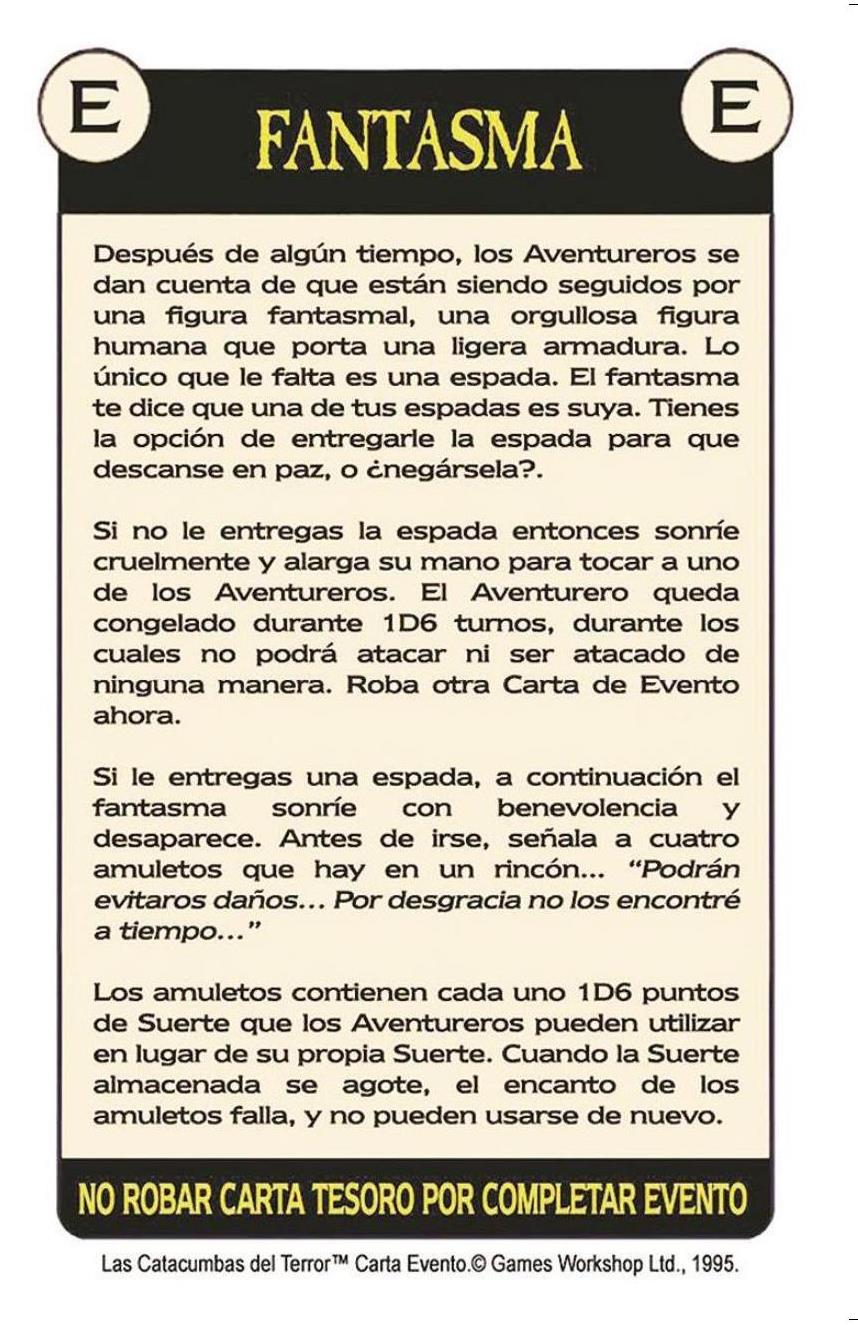 E
FANTASMA
E
Después de algún tiempo, los Aventureros se
dan cuenta de que están siendo seguidos por
una figura fantasmal, una orgullosa figura
humana que porta una ligera armadura. Lo
único que le falta es una espada. El fantasma
te dice que una de tus espadas es suya. Tienes
la opción de entregarle la espada para que
descanse en paz, o ¿negársela?.
Si no le entregas la espada entonces sonríe
cruelmente y alarga su mano para tocar a uno
de los Aventureros. El Aventurero queda
congelado durante 1D6 turnos, durante los
cuales no podrá atacar ni ser atacado de
ninguna manera. Roba otra Carta de Evento
ahora.
Si le entregas una espada, a continuación el
fantasma sonríe con benevolencia y
desaparece. Antes de irse, señala a cuatro
amuletos que hay en un rincón... “Podrán
evitaros daños... Por desgracia no los encontré
a tiempo...”
Los amuletos contienen cada uno 1D6 puntos
de Suerte que los Aventureros pueden utilizar
en lugar de su propia Suerte. Cuando la Suerte
almacenada se agote, el encanto de los
amuletos falla, y no pueden usarse de nuevo.
NO ROBAR CARTA TESORO POR COMPLETAR EVENTO
Las Catacumbas del Terror™ Carta Evento.© Games Workshop Ltd., 1995.